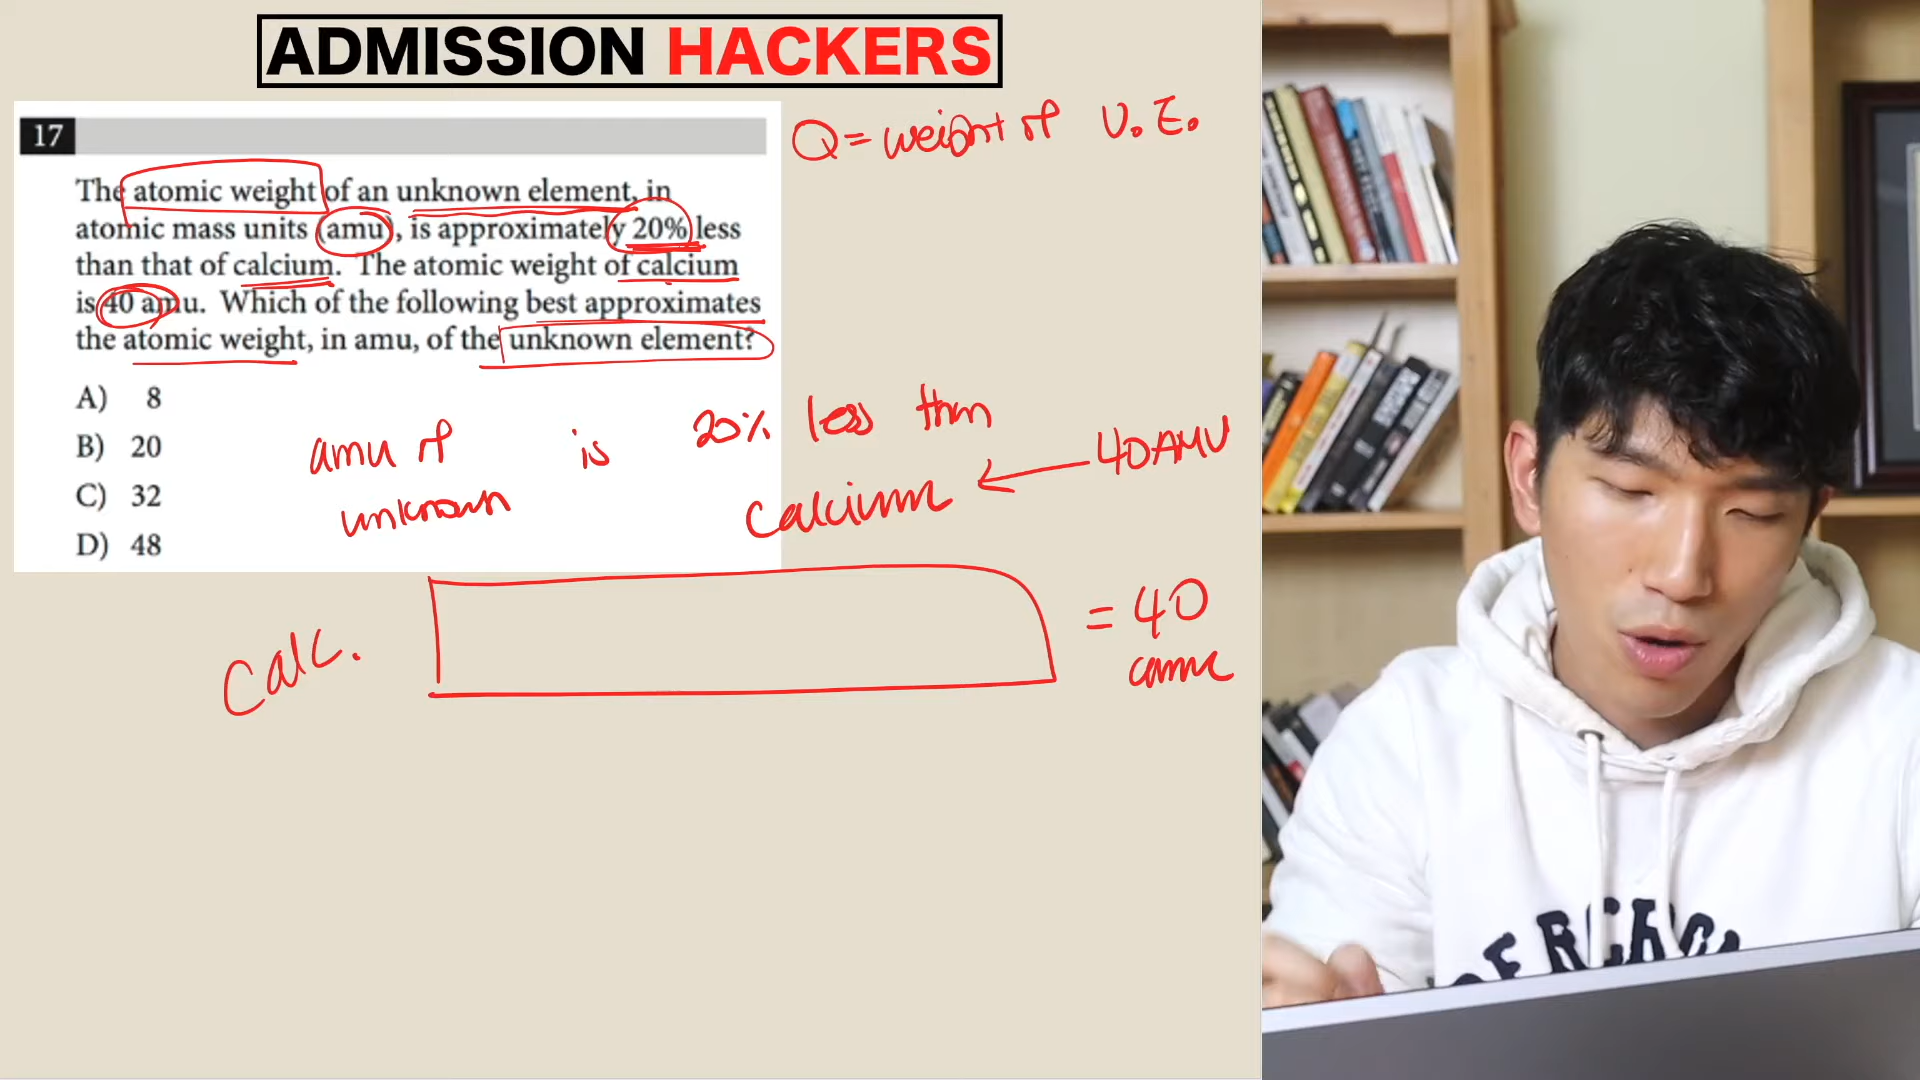 ADMISSION HACKERS
17
The atomic weight of an unknown element, in
atomic mass units (amu), is approximately 20% less
than that of calcium. The atomic weight of calcium
is 40 amu. Which of the following best approximates
the atomic weight, in amu, of the unknown element?
A) 8
B) 20
C) 32
D) 48
Q = weight of U.E.
amu of
unknown
is
20% less than
Calcium
40 AMU
Calc.
= 40
amu